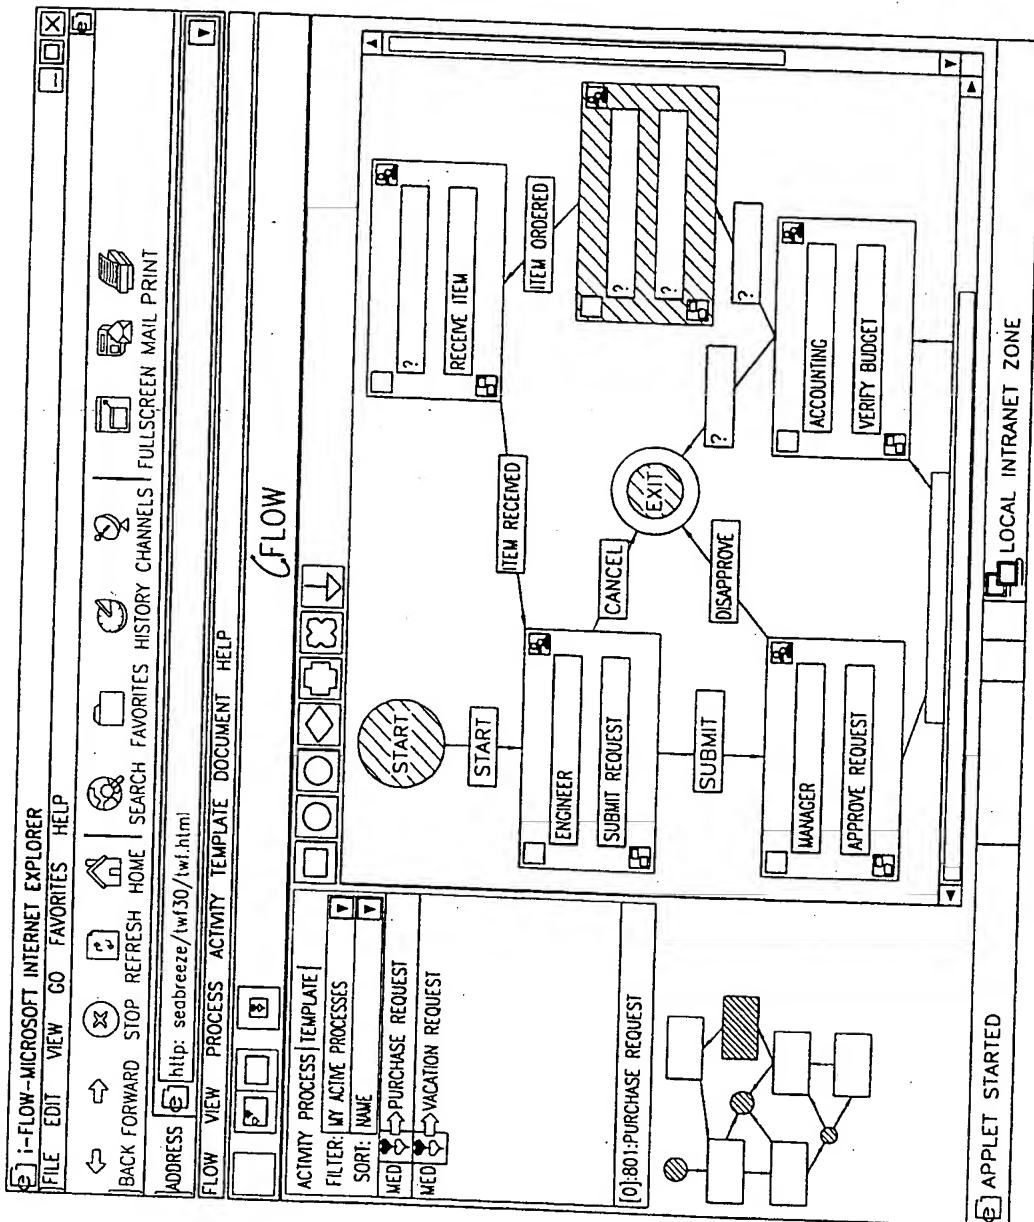 i-FLOW-MICROSOFT INTERNET EXPLORER
FILE EDIT VIEW GO FAVORITES HELP
BACK FORWARD STOP REFRESH HOME SEARCH FAVORITES HISTORY CHANNELS FULLSCREEN MAIL PRINT
ADDRESS e http: seabreeze/twf30/twf.html
FLOW VIEW PROCESS ACTIVITY TEMPLATE DOCUMENT HELP
FLOW
ACTIVITY PROCESS TEMPLATE
FILTER: MY ACTIVE PROCESSES
SORT: NAME
MED PURCHASE REQUEST
MED VACATION REQUEST
[0]:801:PURCHASE REQUEST
START
START
ENGINEER
SUBMIT REQUEST
ITEM RECEIVED
?
RECEIVE ITEM
ITEM ORDERED
CANCEL
EXIT
SUBMIT
DISAPPROVE
?
?
?
?
MANAGER
APPROVE REQUEST
ACCOUNTING
VERIFY BUDGET
e APPLET STARTED
LOCAL INTRANET ZONE